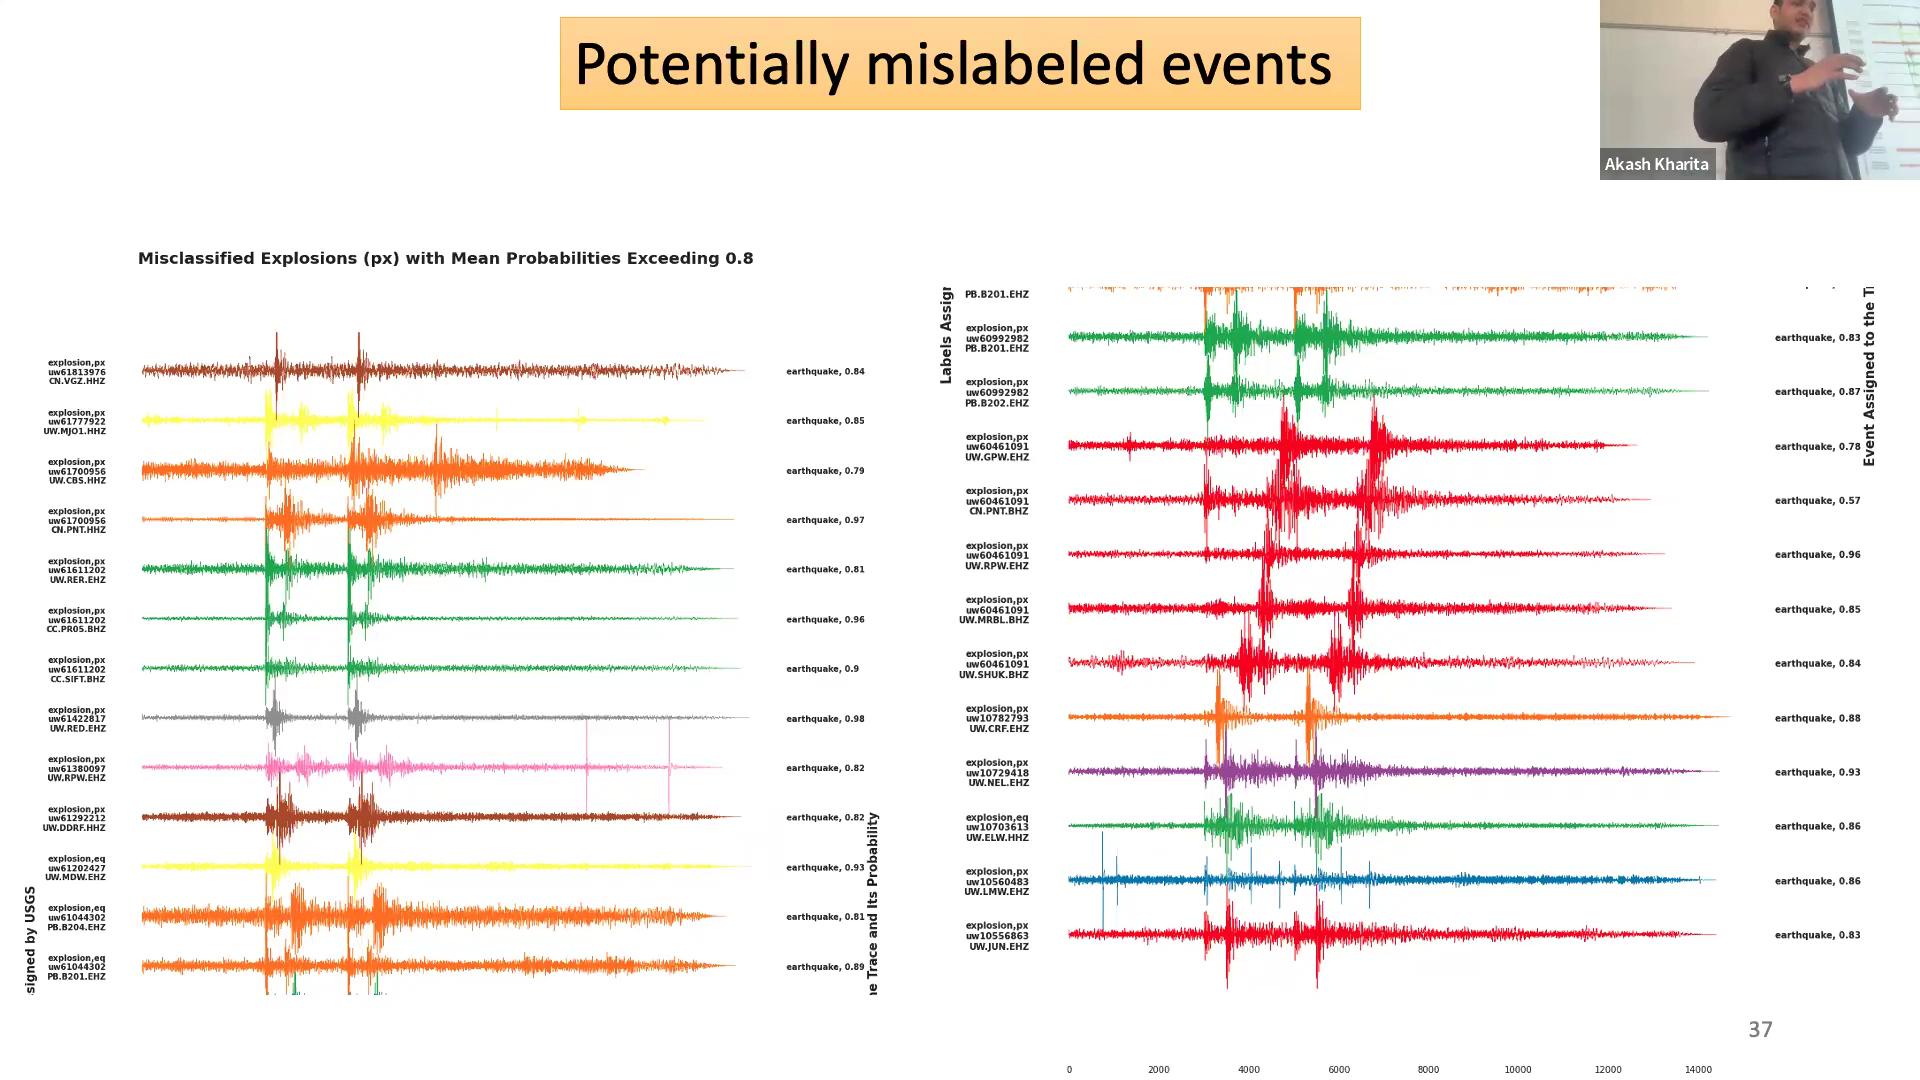 Potentially mislabeled events
Akash Kharita
Misclassified Explosions (px) with Mean Probabilities Exceeding 0.8
explosion,px
uw61813976
CN.VGZ.HHZ
earthquake, 0.84
explosion,px
uw61777922
UW.MJO1.HHZ
earthquake, 0.85
explosion,px
uw61700956
UW.CBS.HHZ
earthquake, 0.79
explosion,px
uw61700956
CN.PNT.HHZ
earthquake, 0.97
explosion,px
uw61611202
UW.RER.EHZ
earthquake, 0.81
explosion,px
uw61611202
CC.PR05.BHZ
earthquake, 0.96
explosion,px
uw61611202
CC.SIFT.BHZ
earthquake, 0.9
explosion,px
uw61422817
UW.RED.EHZ
earthquake, 0.98
explosion,px
uw61380097
UW.RPW.EHZ
earthquake, 0.82
explosion,px
uw61292212
UW.DDRF.HHZ
earthquake, 0.82
explosion,eq
uw61202427
UW.MDW.EHZ
earthquake, 0.93
explosion,eq
uw61044302
PB.B204.EHZ
earthquake, 0.81
explosion,eq
uw61044302
PB.B201.EHZ
earthquake, 0.89
signed by USGS
e Trace and Its Probability
Labels Assig
PB.B201.EHZ
explosion,px
uw60992982
PB.B201.EHZ
earthquake, 0.83
explosion,px
uw60992982
PB.B202.EHZ
earthquake, 0.87
explosion,px
uw60461091
UW.GPW.EHZ
earthquake, 0.78
explosion,px
uw60461091
CN.PNT.BHZ
earthquake, 0.57
explosion,px
uw60461091
UW.RPW.EHZ
earthquake, 0.96
explosion,px
uw60461091
UW.MRBL.BHZ
earthquake, 0.85
explosion,px
uw60461091
UW.SHUK.BHZ
earthquake, 0.84
explosion,px
uw10782793
UW.CRF.EHZ
earthquake, 0.88
explosion,px
uw10729418
UW.NEL.EHZ
earthquake, 0.93
explosion,eq
uw10703613
UW.ELW.HHZ
earthquake, 0.86
explosion,px
uw10560483
UW.LMW.EHZ
earthquake, 0.86
explosion,px
uw10556863
UW.JUN.EHZ
earthquake, 0.83
Event Assigned to the T
37
0 2000 4000 6000 8000 10000 12000 14000